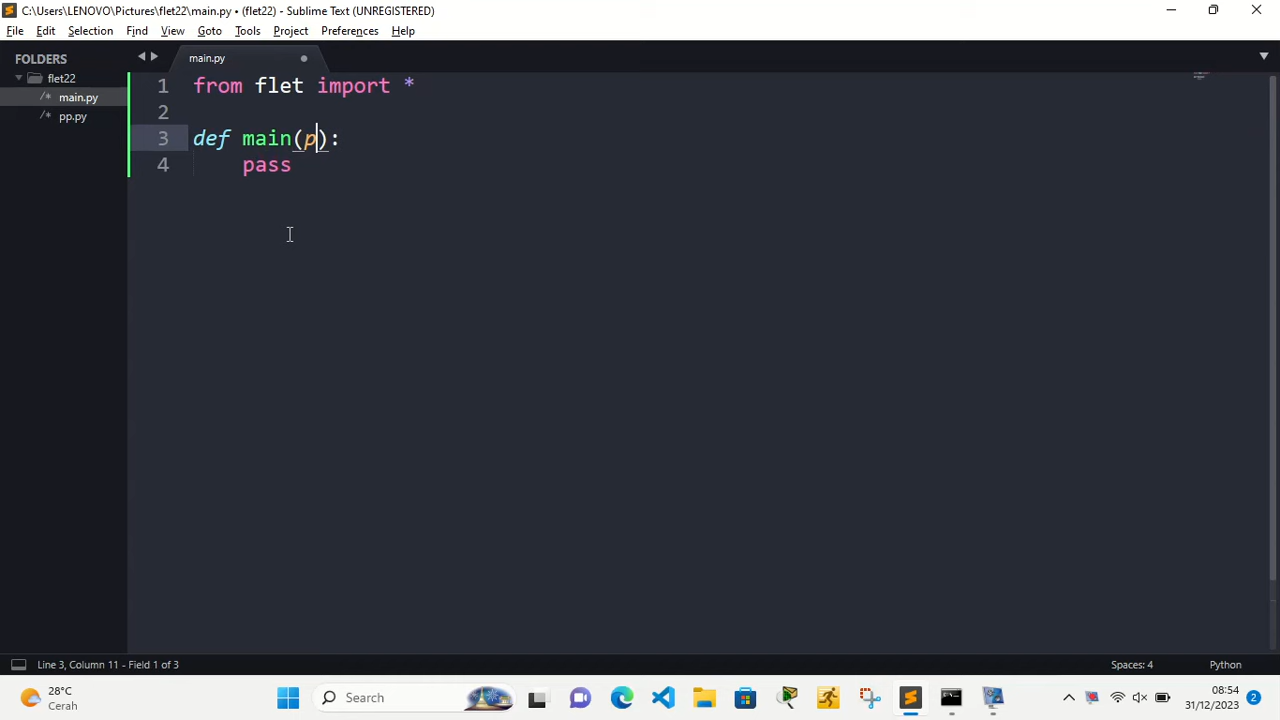 C:\Users\LENOVO\Pictures\flet22\main.py • (flet22) - Sublime Text (UNREGISTERED)
File Edit Selection Find View Goto Tools Project Preferences Help
FOLDERS
flet22
/* main.py
/* pp.py
main.py
1 from flet import *
2
3 def main(p):
4 pass
Line 3, Column 11 - Field 1 of 3
Spaces: 4
Python
28°C
Cerah
Search
08:54
31/12/2023
2